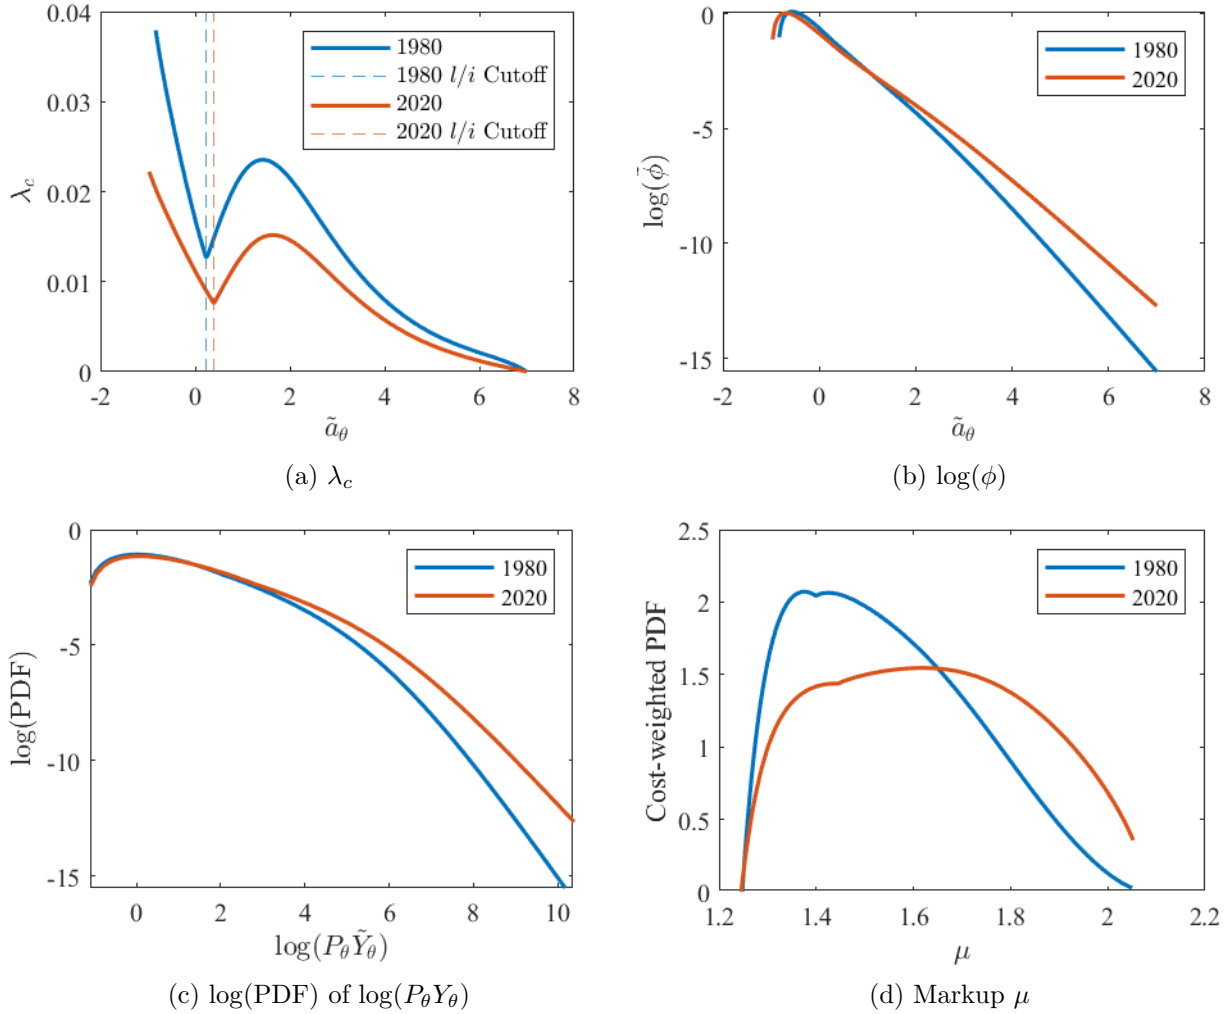 0.04
0.03
0.02
0.01
0
λ_c
1980
1980 l/i Cutoff
2020
2020 l/i Cutoff
-2 0 2 4 6 8
ã_θ
(a) λ_c
0
-5
-10
-15
log(ϕ̃)
1980
2020
-2 0 2 4 6 8
ã_θ
(b) log(ϕ)
0
-5
-10
-15
log(PDF)
1980
2020
0 2 4 6 8 10
log(P_θỸ_θ)
(c) log(PDF) of log(P_θY_θ)
2.5
2
1.5
1
0.5
0
Cost-weighted PDF
1980
2020
1.2 1.4 1.6 1.8 2 2.2
μ
(d) Markup μ